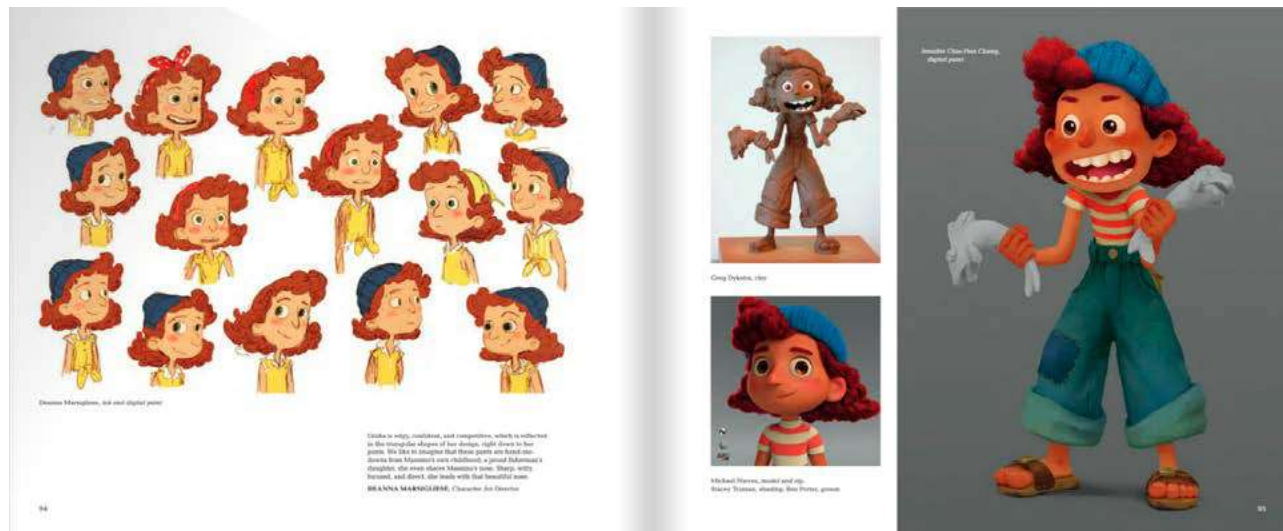 Deanna Marsigliese, ink and digital paint
Giulia is edgy, confident, and competitive, which is reflected
in the triangular shapes of her design, right down to her
pants. We like to imagine that these pants are hand-me-
downs from Massimo's own childhood; a proud fisherman's
daughter, she even shares Massimo's nose. Sharp, witty,
focused, and direct, she leads with that beautiful nose.
DEANNA MARSIGLIESE, Character Art Director
94
Greg Dykstra, clay
Michael Nieves, model and rig,
Stacey Truman, shading, Ben Porter, groom
Jennifer Chia-Han Chang,
digital paint
95